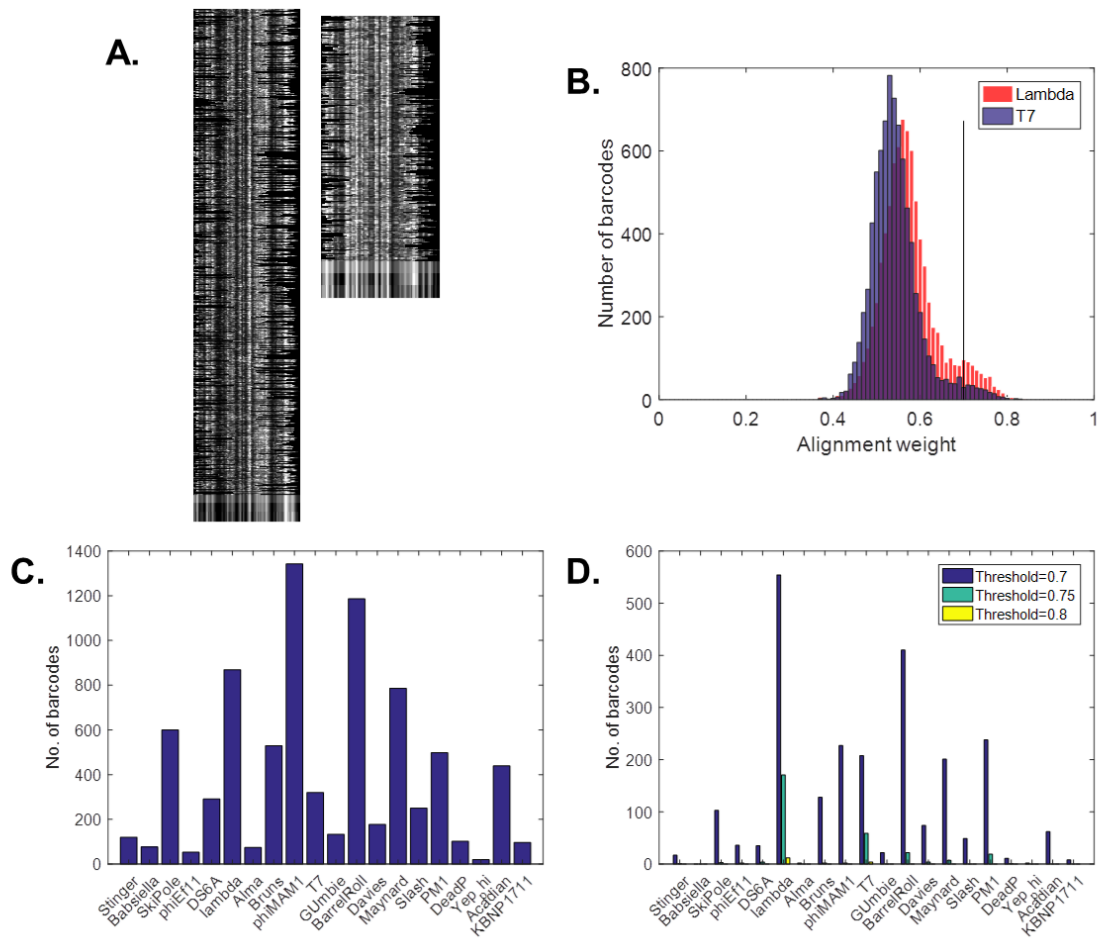 A.
B.
800
600
400
200
0
Number of barcodes
Lambda
T7
0 0.2 0.4 0.6 0.8 1
Alignment weight
C.
1400
1200
1000
800
600
400
200
0
No. of barcodes
Stinger
Babsiella
SkiPole
phiEf11
DS6A
lambda
Alma
Bruns
phiMAM1
T7
GUmbie
BarrelRoll
Davies
Maynard
Slash
PM1
DeadP
Yep_hi
Acadian
KBNP1711
D.
600
500
400
300
200
100
0
No. of barcodes
Threshold=0.7
Threshold=0.75
Threshold=0.8
Stinger
Babsiella
SkiPole
phiEf11
DS6A
lambda
Alma
Bruns
phiMAM1
T7
GUmbie
BarrelRoll
Davies
Maynard
Slash
PM1
DeadP
Yep_hi
Acadian
KBNP1711